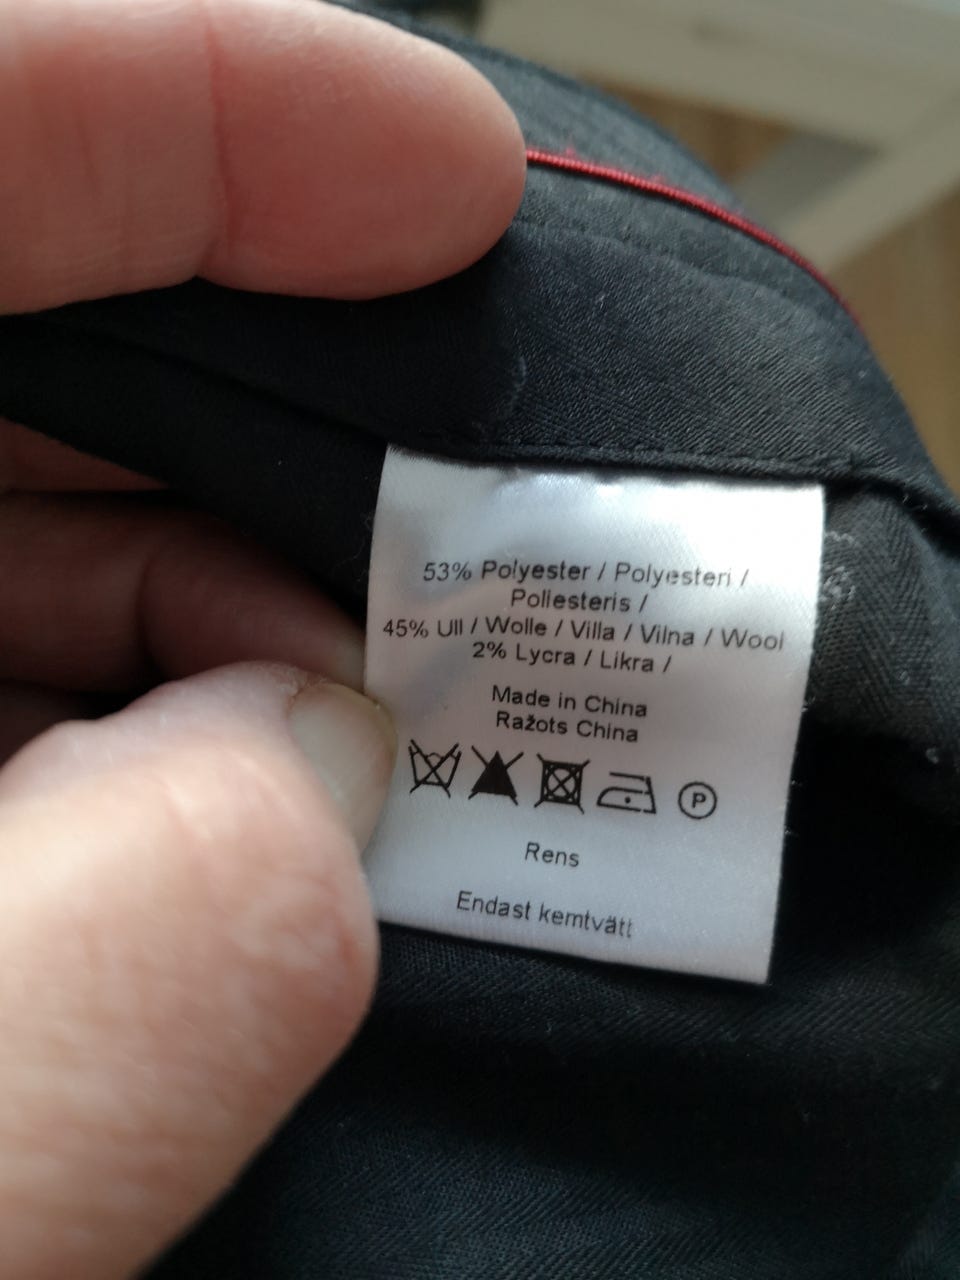 53% Polyester / Polyesteri /
Poliesteris /
45% Ull / Wolle / Villa / Vilna / Wool
2% Lycra / Likra /
Made in China
Ražots China
P
Rens
Endast kemtvätt